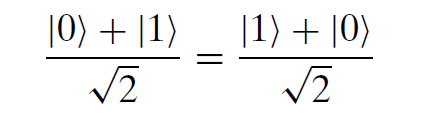 |0⟩ + |1⟩ / √2 = |1⟩ + |0⟩ / √2